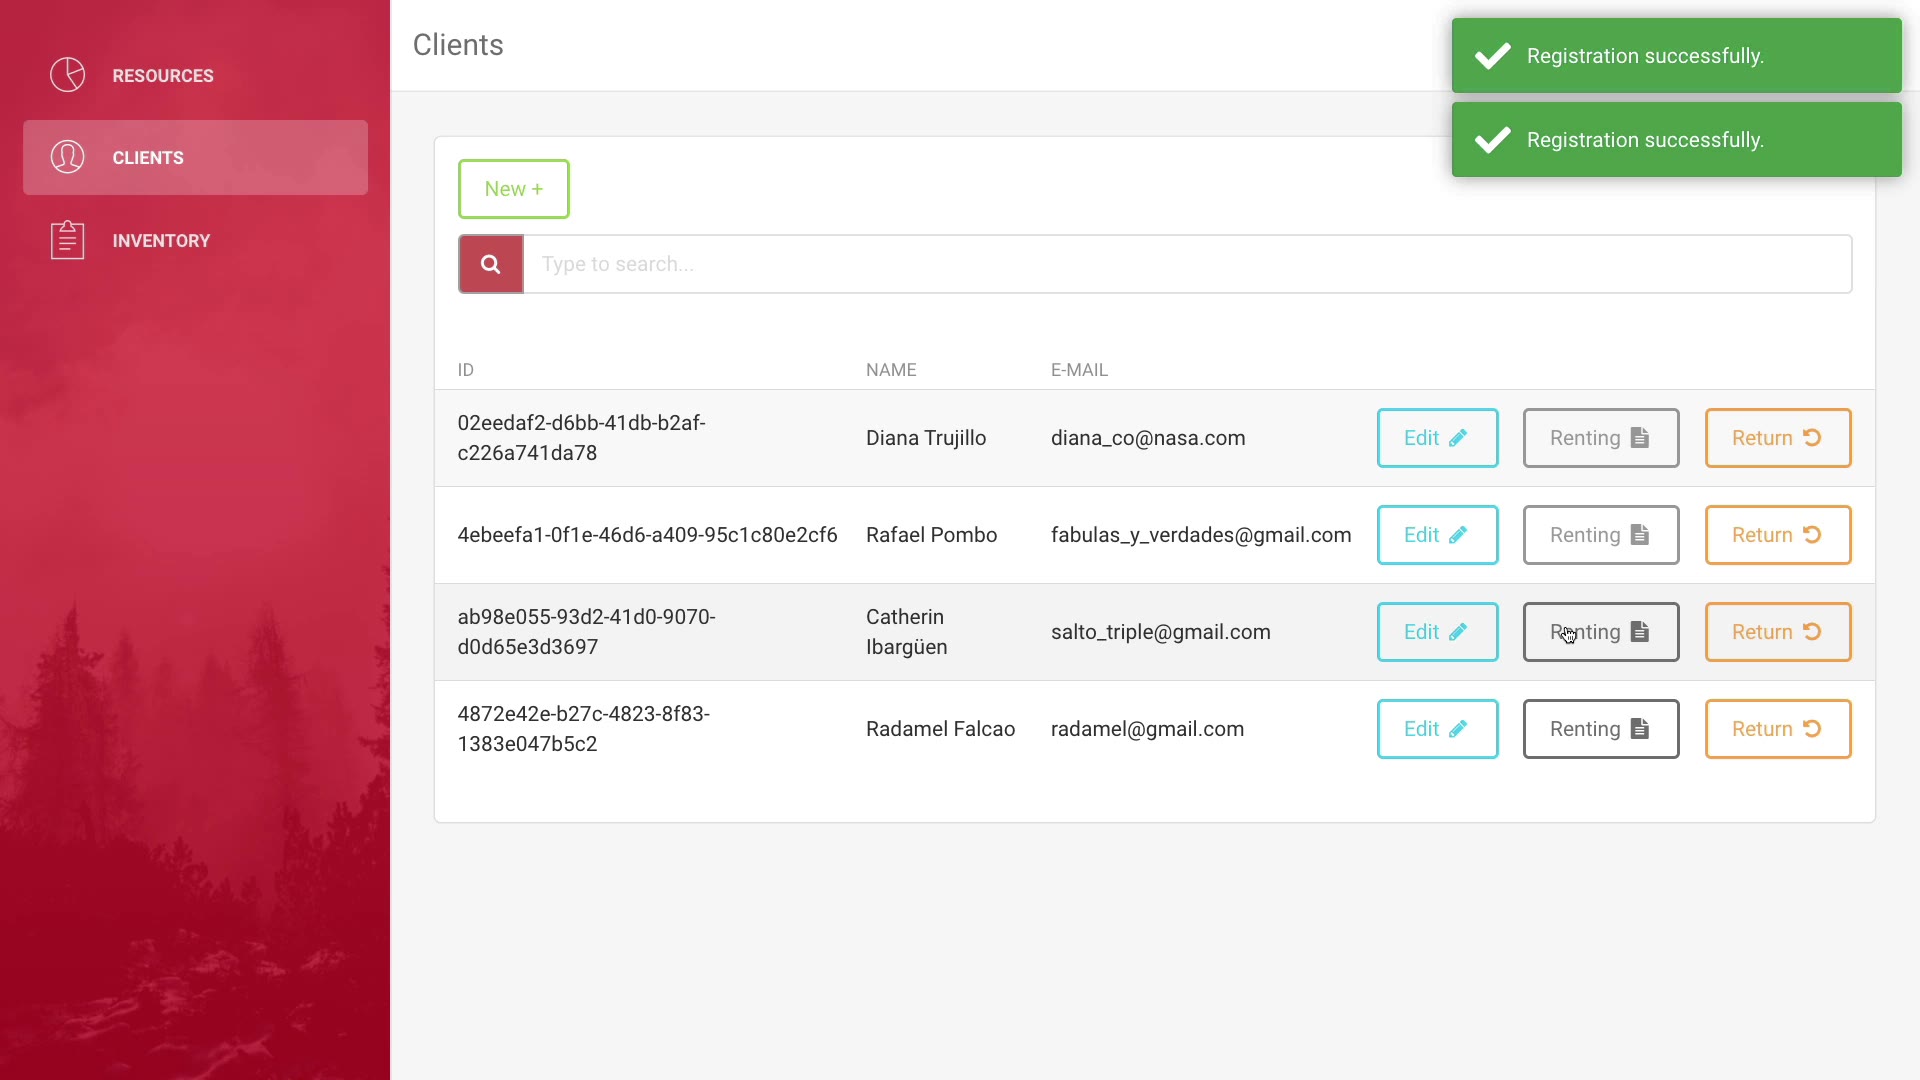 RESOURCES
CLIENTS
INVENTORY
Clients
Registration successfully.
Registration successfully.
New +
Type to search...
ID NAME E-MAIL
02eedaf2-d6bb-41db-b2af-
c226a741da78
Diana Trujillo
diana_co@nasa.com
Edit
Renting
Return
4ebeefa1-0f1e-46d6-a409-95c1c80e2cf6
Rafael Pombo
fabulas_y_verdades@gmail.com
Edit
Renting
Return
ab98e055-93d2-41d0-9070-
d0d65e3d3697
Catherin
Ibargüen
salto_triple@gmail.com
Edit
Renting
Return
4872e42e-b27c-4823-8f83-
1383e047b5c2
Radamel Falcao
radamel@gmail.com
Edit
Renting
Return